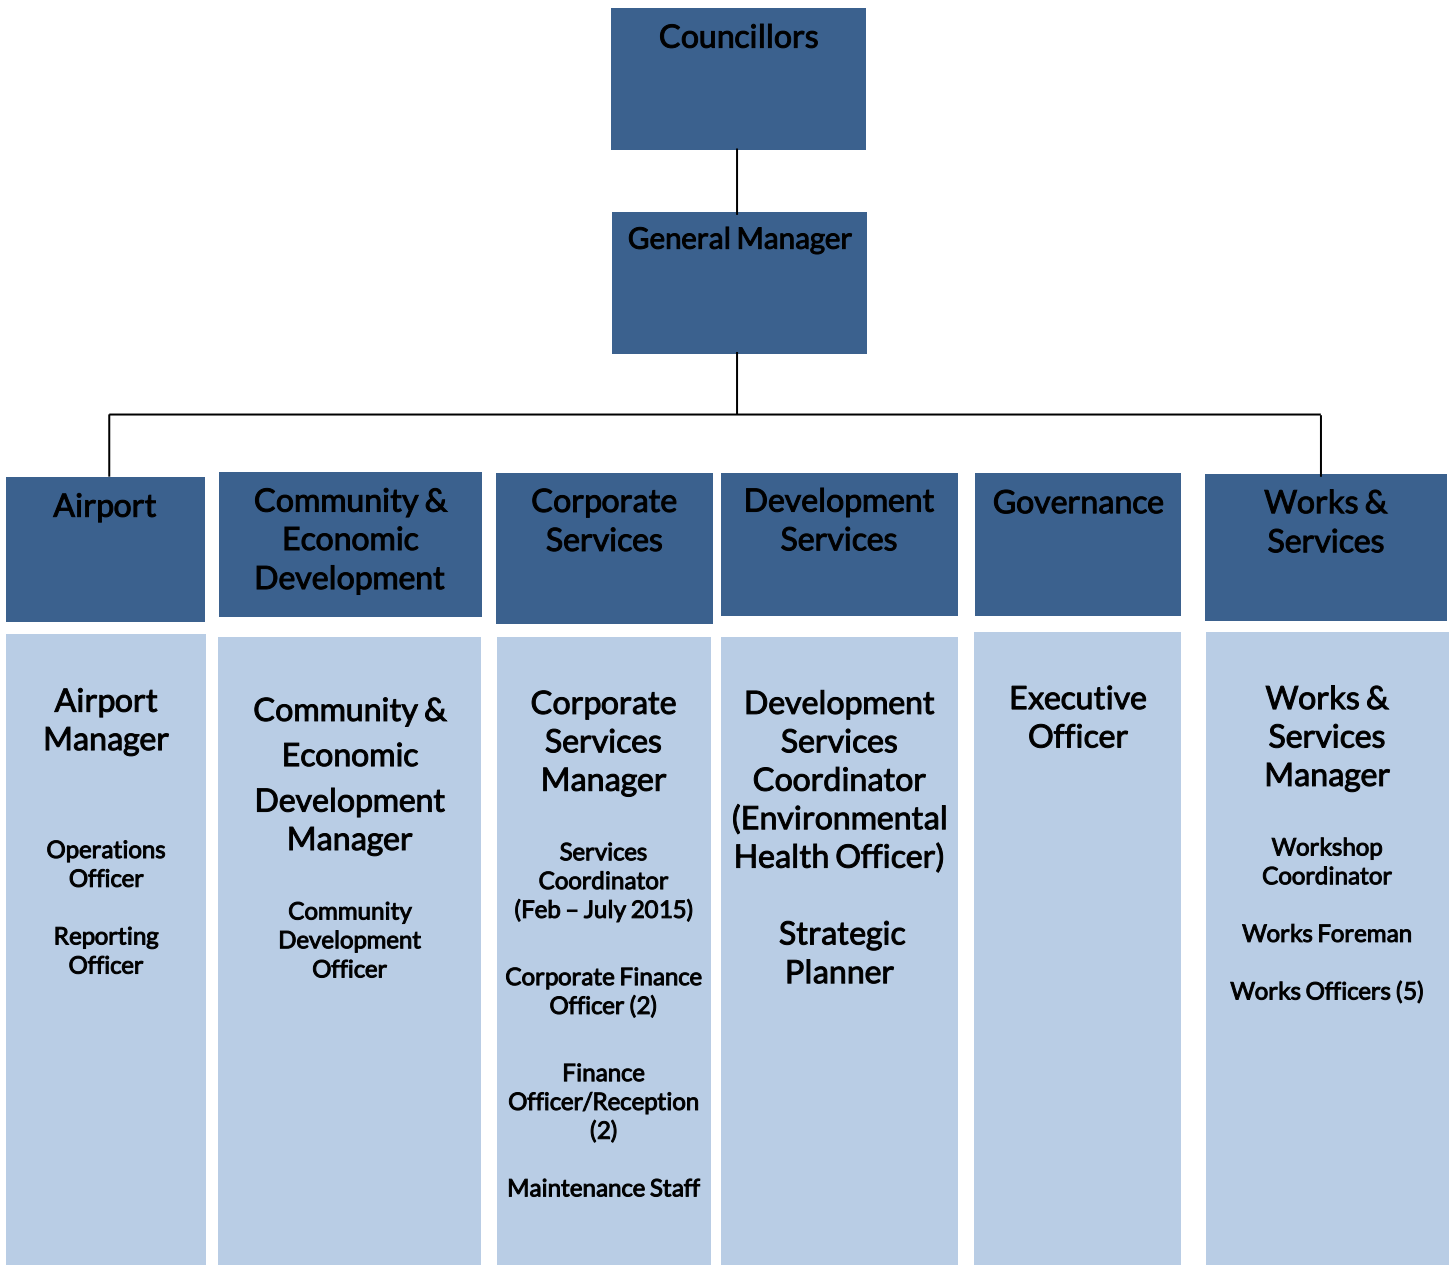 Councillors
General Manager
Airport
Community &
Economic
Development
Corporate
Services
Development
Services
Governance
Works &
Services
Airport
Manager
Operations
Officer
Reporting
Officer
Community &
Economic
Development
Manager
Community
Development
Officer
Corporate
Services
Manager
Services
Coordinator
(Feb – July 2015)
Corporate Finance
Officer (2)
Finance
Officer/Reception
(2)
Maintenance Staff
Development
Services
Coordinator
(Environmental
Health Officer)
Strategic
Planner
Executive
Officer
Works &
Services
Manager
Workshop
Coordinator
Works Foreman
Works Officers (5)